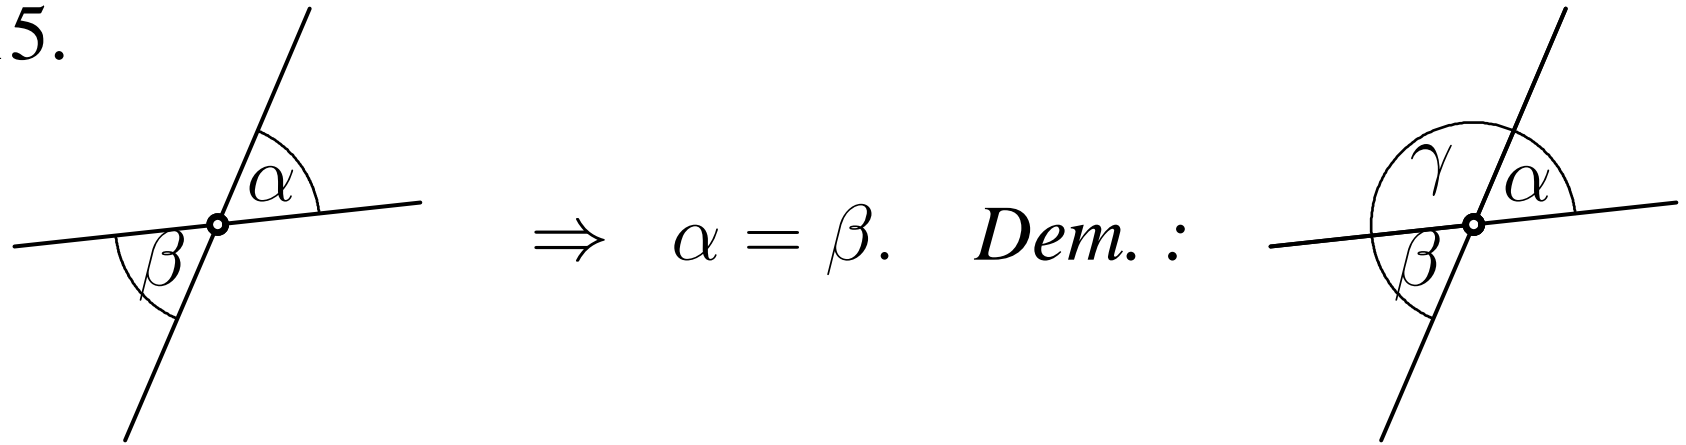 5.
α
β
⇒ α = β. Dem. :
γ
α
β